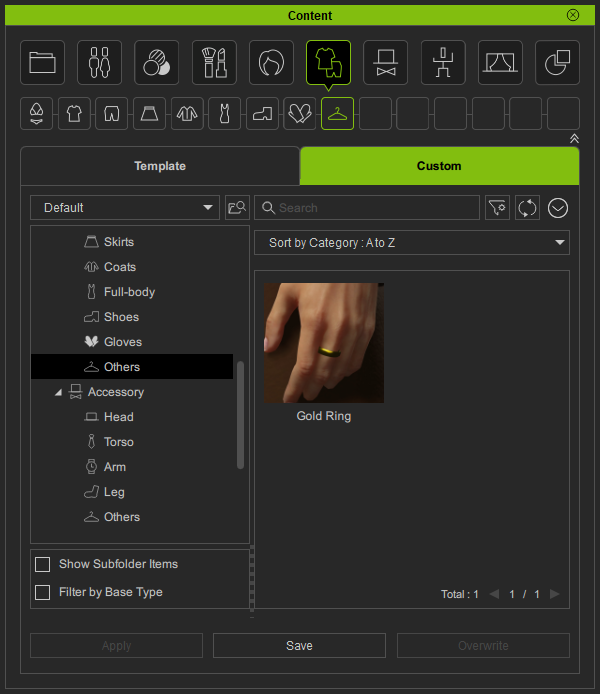 Content
Template
Custom
Default
Search
Sort by Category : A to Z
Skirts
Coats
Full-body
Shoes
Gloves
Others
Accessory
Head
Torso
Arm
Leg
Others
Gold Ring
Show Subfolder Items
Filter by Base Type
Total : 1
1 / 1
Apply
Save
Overwrite